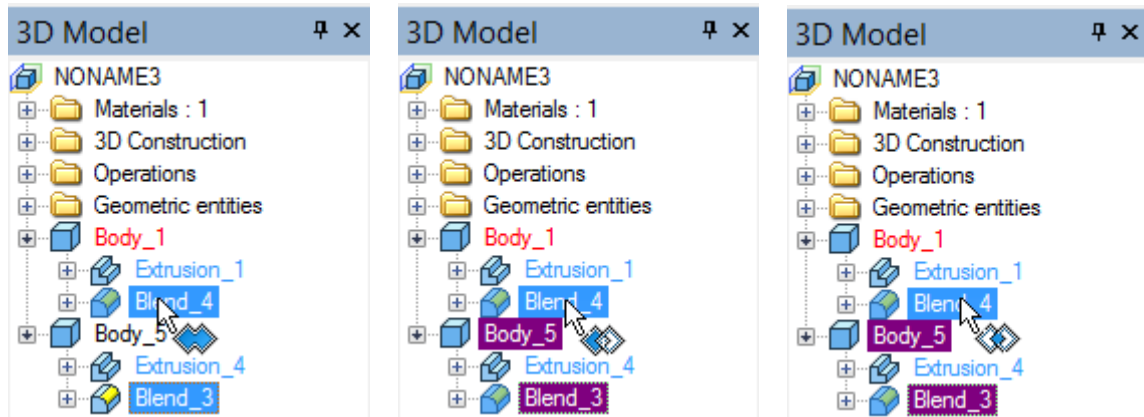 3D Model
NONAME3
Materials : 1
3D Construction
Operations
Geometric entities
Body_1
Extrusion_1
Blend_4
Body_5
Extrusion_4
Blend_3
3D Model
NONAME3
Materials : 1
3D Construction
Operations
Geometric entities
Body_1
Extrusion_1
Blend_4
Body_5
Extrusion_4
Blend_3
3D Model
NONAME3
Materials : 1
3D Construction
Operations
Geometric entities
Body_1
Extrusion_1
Blend_4
Body_5
Extrusion_4
Blend_3